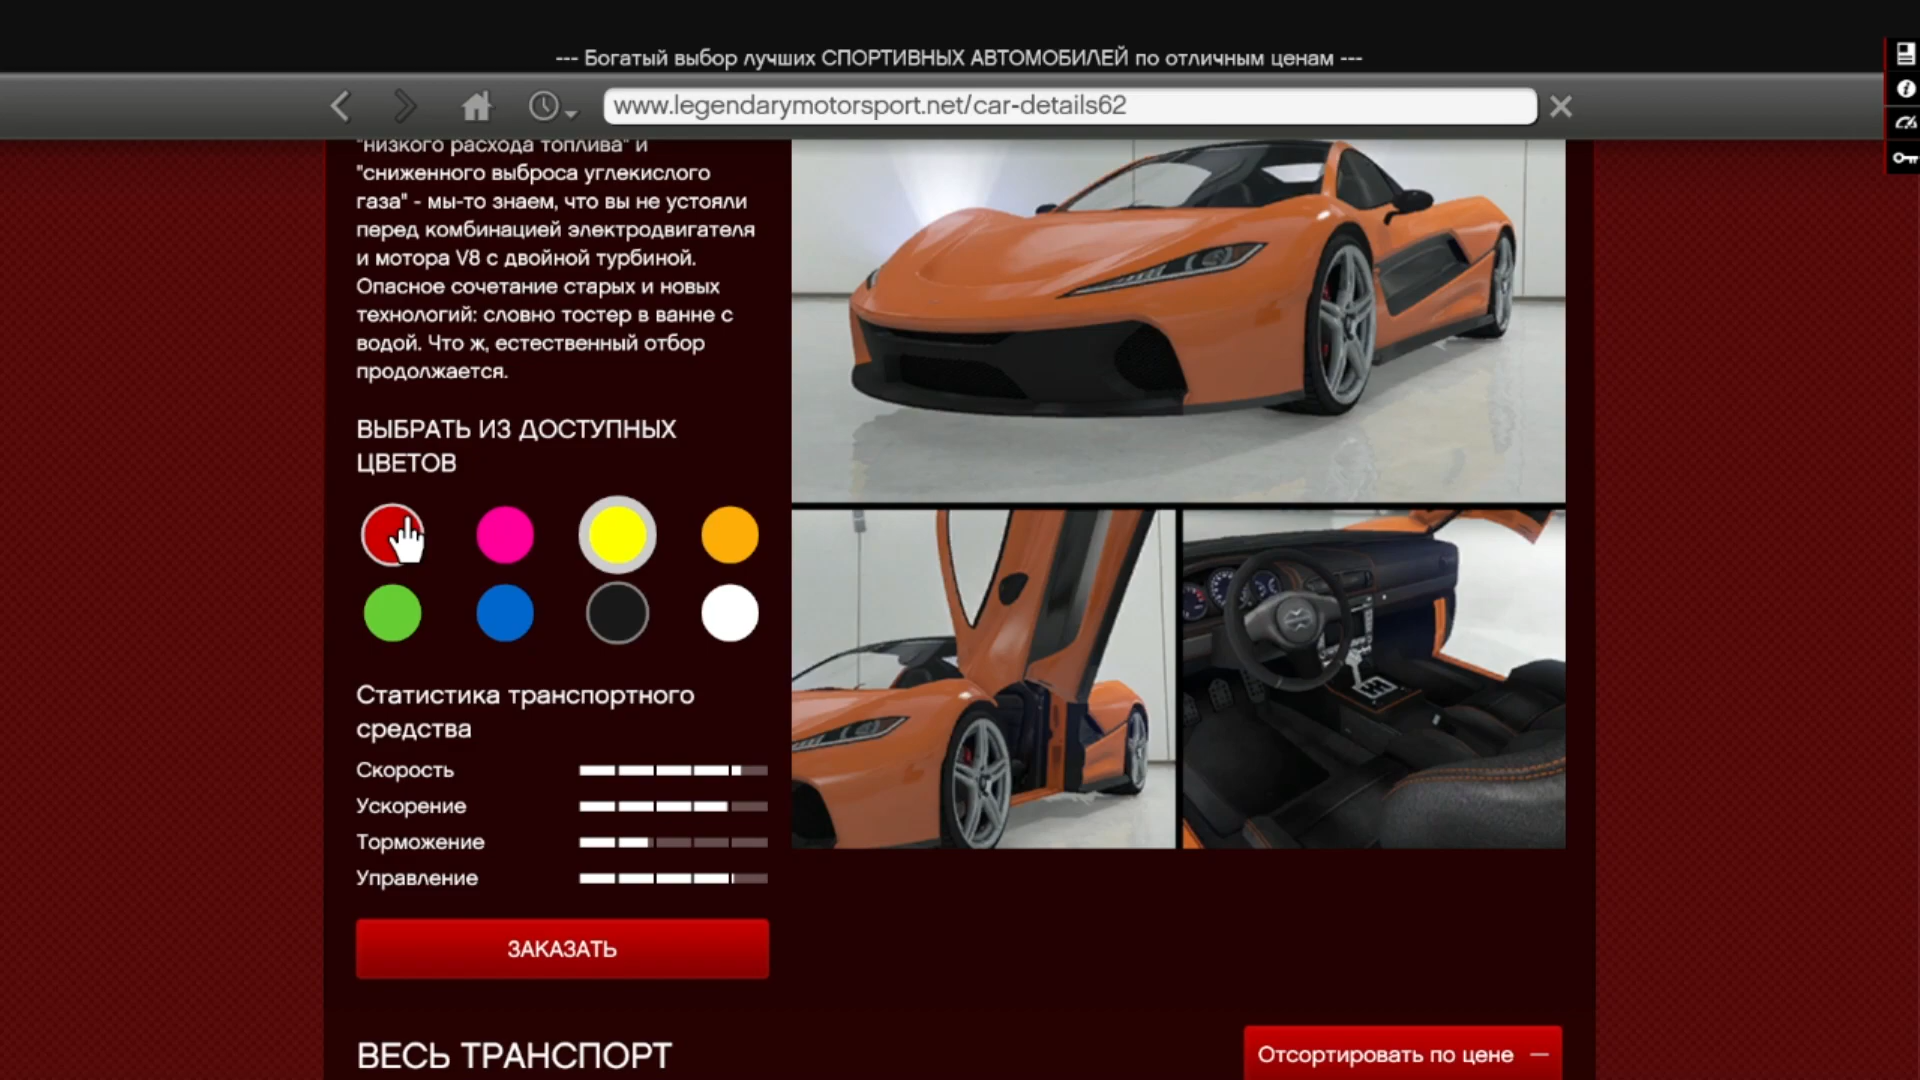 --- Богатый выбор лучших СПОРТИВНЫХ АВТОМОБИЛЕЙ по отличным ценам ---
www.legendarymotorsport.net/car-details62
"низкого расхода топлива" и
"сниженного выброса углекислого
газа" - мы-то знаем, что вы не устояли
перед комбинацией электродвигателя
и мотора V8 с двойной турбиной.
Опасное сочетание старых и новых
технологий: словно тостер в ванне с
водой. Что ж, естественный отбор
продолжается.
ВЫБРАТЬ ИЗ ДОСТУПНЫХ
ЦВЕТОВ
Статистика транспортного
средства
Скорость
Ускорение
Торможение
Управление
ЗАКАЗАТЬ
ВЕСЬ ТРАНСПОРТ
Отсортировать по цене